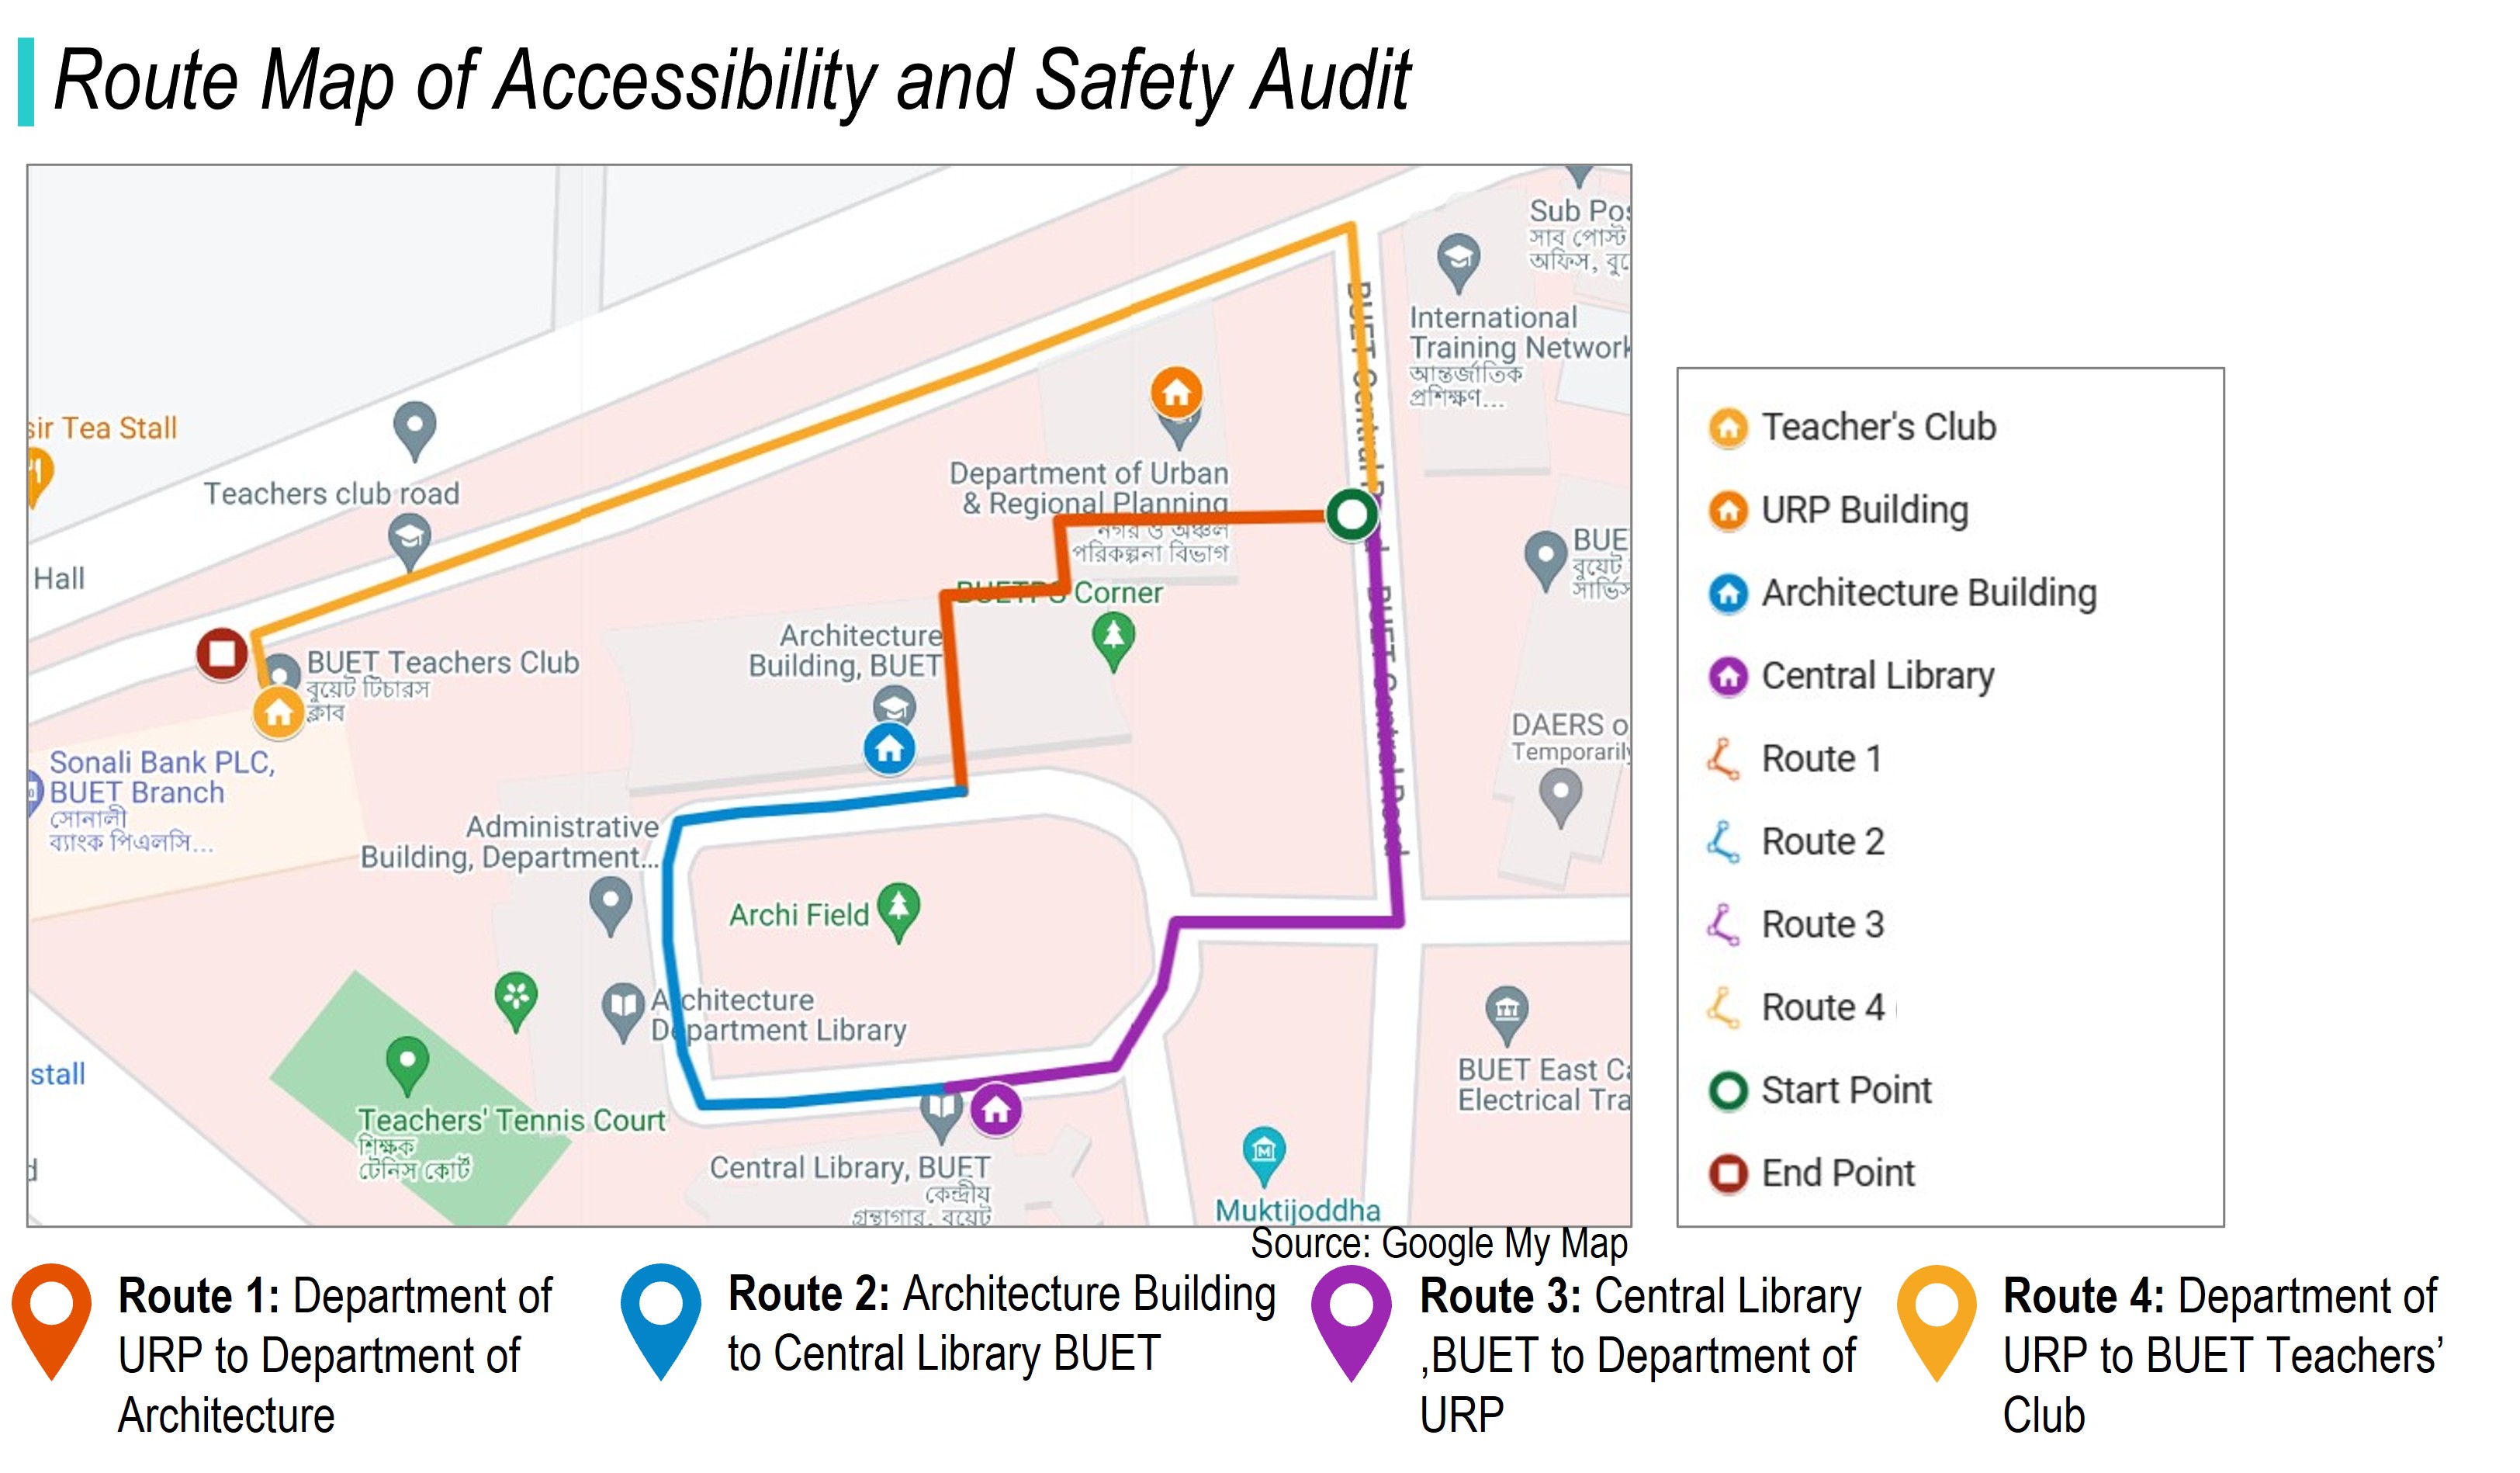 Route Map of Accessibility and Safety Audit
Sub Pos
সাব পোস্ট
অফিস, বু
International
Training Network
আন্তর্জাতিক
প্রশিক্ষণ...
BUET Central Road
sir Tea Stall
Teachers club road
Department of Urban
& Regional Planning
নগর ও অঞ্চল
পরিকল্পনা বিভাগ
Hall
BUE
বুয়েট
সার্ভিস
Corner
BUET Central Road
Architecture
Building, BUET
BUET Teachers Club
বুয়েট টিচারস
ক্লাব
DAERS o
Temporarily
Sonali Bank PLC,
BUET Branch
সোনালী
ব্যাংক পিএলসি...
Administrative
Building, Department...
Archi Field
Architecture
Department Library
stall
BUET East Ca
Electrical Tra
Teachers' Tennis Court
শিক্ষক
টেনিস কোর্ট
d
Central Library, BUET
কেন্দ্রীয়
গ্রন্থাগার, বুয়েট
Muktijoddha
Teacher's Club
URP Building
Architecture Building
Central Library
Route 1
Route 2
Route 3
Route 4
Start Point
End Point
Source: Google My Map
Route 1: Department of
URP to Department of
Architecture
Route 2: Architecture Building
to Central Library BUET
Route 3: Central Library
,BUET to Department of
URP
Route 4: Department of
URP to BUET Teachers’
Club